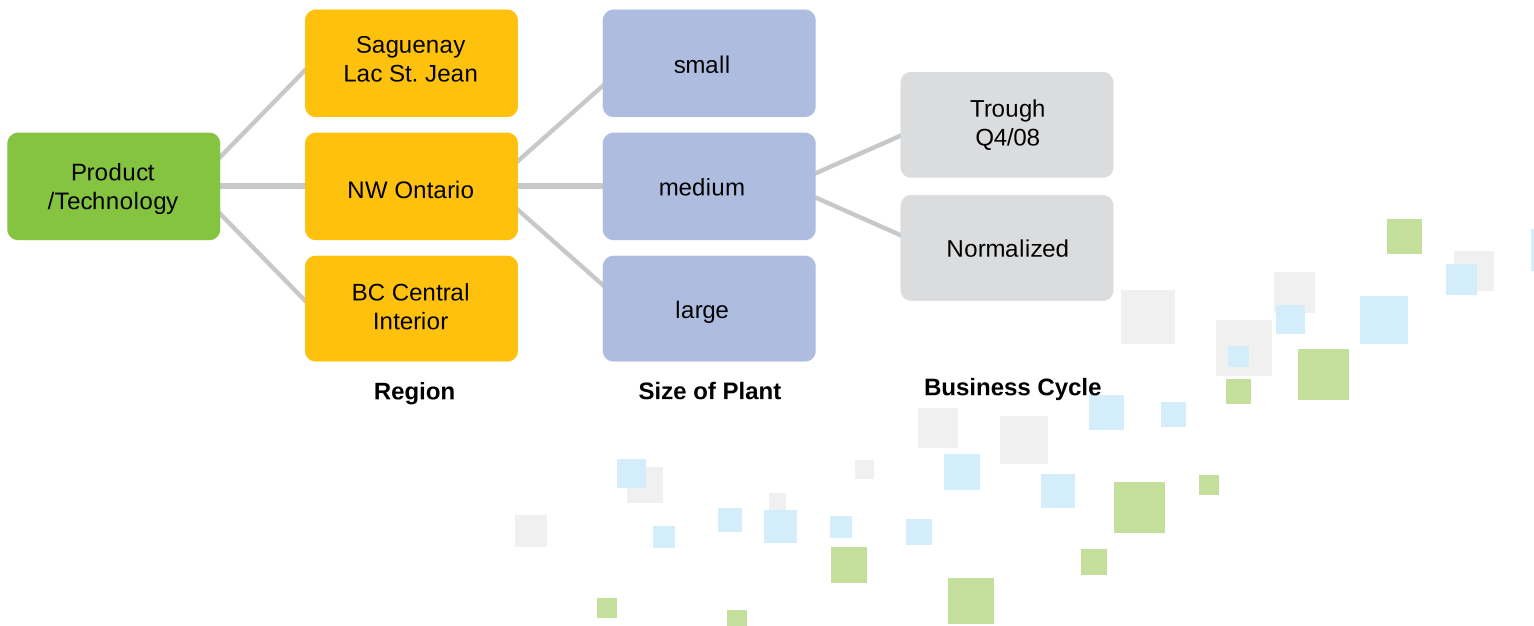 Product
/Technology
Saguenay
Lac St. Jean
NW Ontario
BC Central
Interior
Region
small
medium
large
Size of Plant
Trough
Q4/08
Normalized
Business Cycle